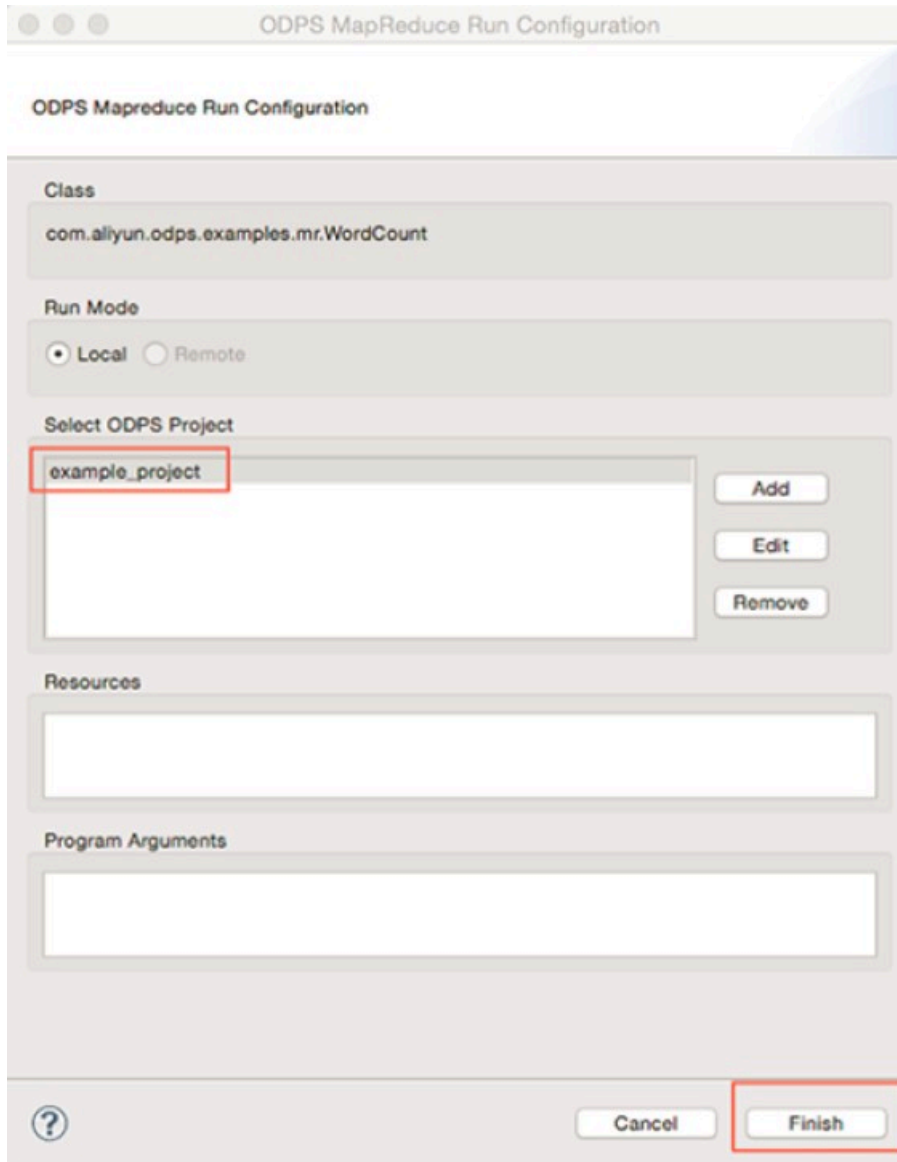 ODPS MapReduce Run Configuration
ODPS Mapreduce Run Configuration
Class
com.aliyun.odps.examples.mr.WordCount
Run Mode
Local Remote
Select ODPS Project
example_project
Add
Edit
Remove
Resources
Program Arguments
?
Cancel Finish